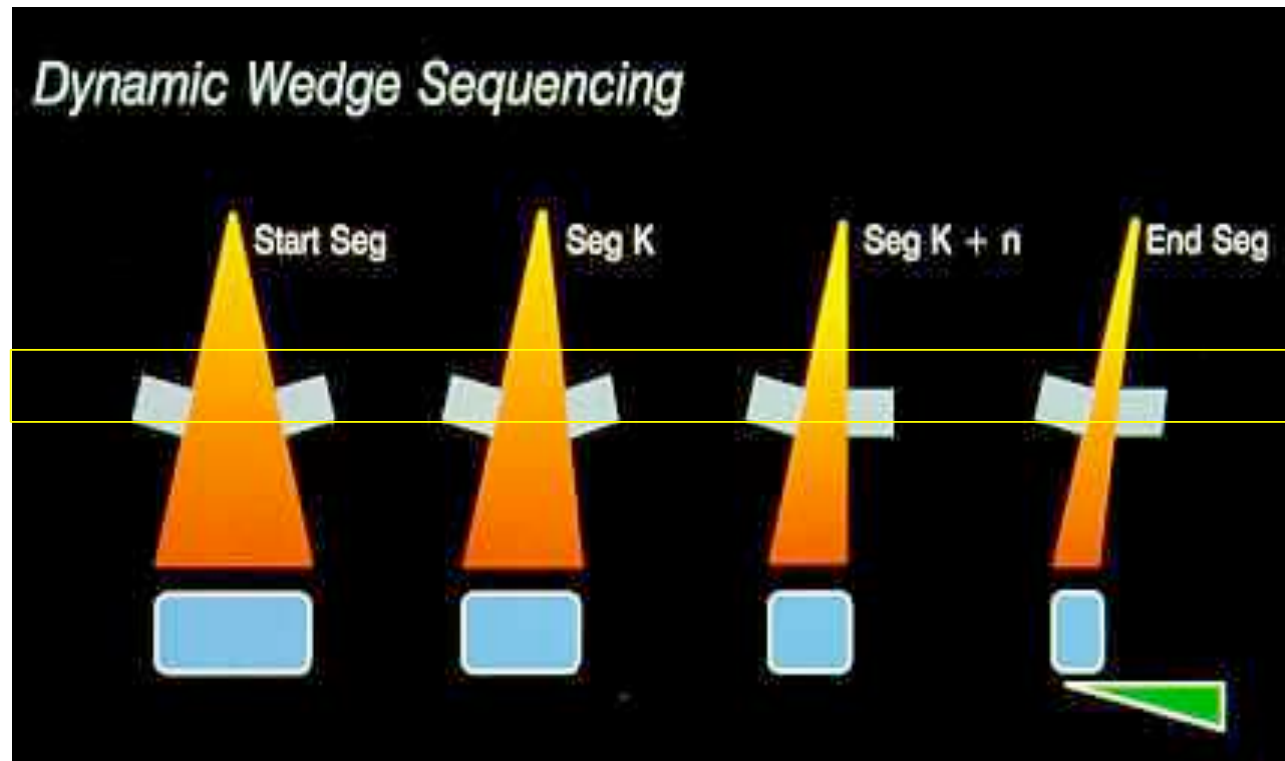 Dynamic Wedge Sequencing
Start Seg
Seg K
Seg K + n
End Seg